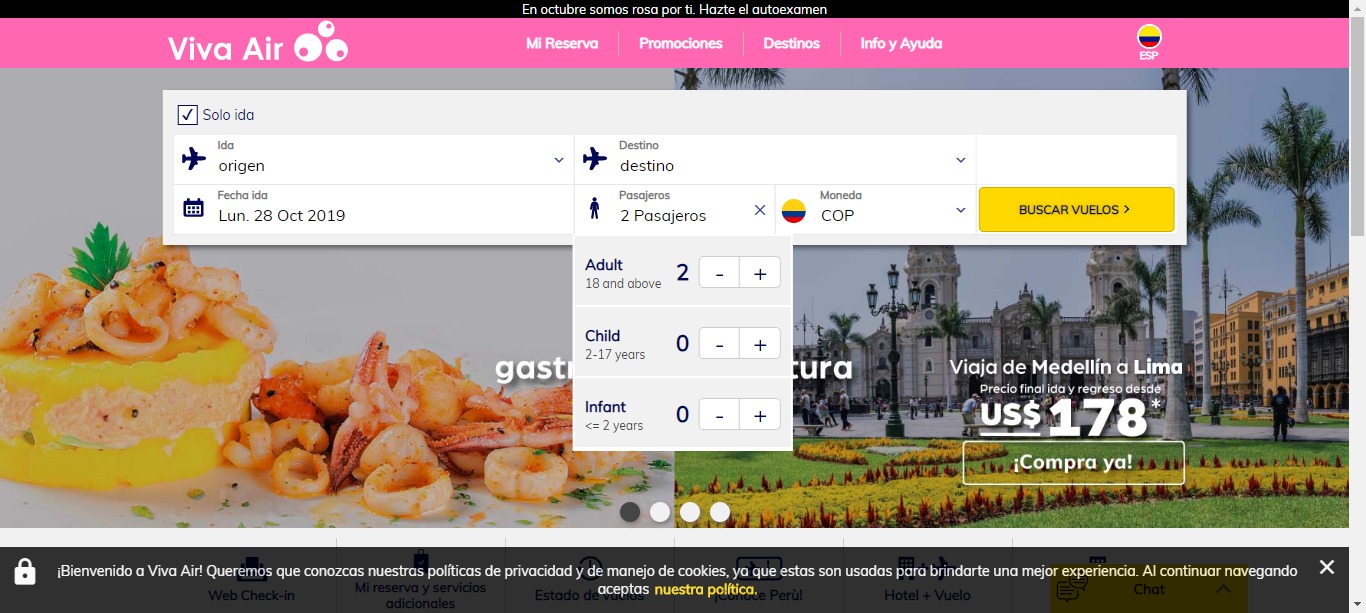 En octubre somos rosa por ti. Hazte el autoexamen
Viva Air
Mi Reserva
Promociones
Destinos
Info y Ayuda
ESP
Solo ida
Ida
origen
Destino
destino
Fecha ida
Lun. 28 Oct 2019
Pasajeros
2 Pasajeros
Moneda
COP
BUSCAR VUELOS >
Adult
18 and above
2
-
+
Child
2-17 years
0
-
+
Infant
<= 2 years
0
-
+
Viaja de Medellín a Lima
Precio final ida y regreso desde
US$ 178*
¡Compra ya!
¡Bienvenido a Viva Air! Queremos que conozcas nuestras políticas de privacidad y de manejo de cookies, ya que estas son usadas para brindarte una mejor experiencia. Al continuar navegando
aceptas nuestra política.
Web Check-in
Mi reserva y servicios
adicionales
Estado de vuelos
¡Conoce Perù!
Hotel + Vuelo
Chat